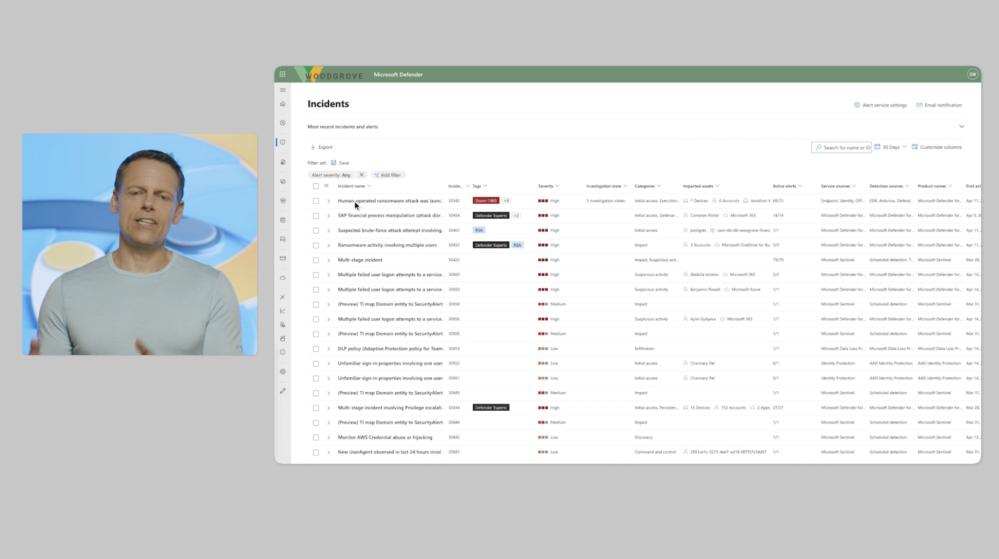 WOODGROVE Microsoft Defender SW
Incidents
Alert service settings Email notification
Most recent incidents and alerts
Export
Search for name or ID 30 Days Customize columns
Filter set: Save
Alert severity: Any Add filter
Incident name Incide... Tags Severity Investigation state Categories Impacted assets Active alerts Service sources Detection sources Product names First act
Human-operated ransomware attack was launc... 30342 Storm-1865 +9 High 5 investigation states Initial access, Execution... 7 Devices 6 Accounts Jonathan 68/72 Endpoint, Identity, Offi... EDR, Antivirus, Defend... Microsoft Defender for... Apr 11,
SAP financial process manipulation (attack disr... 30454 Defender Experts +2 High Initial access, Defense ... Cameron Potter Microsoft 365 14/14 Microsoft Defender for... Microsoft Defender for... Microsoft Defender for... Apr 5, 20
Suspected brute-force attack attempt involving... 30462 RSA High Initial access postgres aws-rds-db-woogrove-financ 1/1 Microsoft Defender for... Microsoft Defender for... Microsoft Defender for... Apr 11,
Ransomware activity involving multiple users 30452 Defender Experts RSA High Impact 3 Accounts Microsoft OneDrive for Bu 3/3 Microsoft Defender for... Microsoft Defender for... Microsoft Defender for... Apr 11,
Multi-stage incident 30422 High Impact, Suspicious acti... 79/79 Microsoft Sentinel Scheduled detection, T... Microsoft Sentinel Mar 28,
Multiple failed user logon attempts to a service... 30860 High Suspicious activity Abdulla Isroilov Microsoft 365 2/2 Microsoft Defender for... Microsoft Defender for... Microsoft Defender for... Apr 14,
Multiple failed user logon attempts to a service... 30859 High Suspicious activity Benjamin Powell Microsoft Azure 1/1 Microsoft Defender for... Microsoft Defender for... Microsoft Defender for... Apr 14,
(Preview) TI map Domain entity to SecurityAlert 30858 Medium Impact 1/1 Microsoft Sentinel Scheduled detection Microsoft Sentinel Mar 31,
Multiple failed user logon attempts to a service... 30856 High Suspicious activity Aylin Guliyeva Microsoft 365 1/1 Microsoft Defender for... Microsoft Defender for... Microsoft Defender for... Apr 14,
(Preview) TI map Domain entity to SecurityAlert 30855 Medium Impact 1/1 Microsoft Sentinel Scheduled detection Microsoft Sentinel Mar 31,
DLP policy (Adaptive Protection policy for Team... 30853 Low Exfiltration 1/1 Microsoft Data Loss Pr... Microsoft Data Loss Pr... Microsoft Data Loss Pr... Apr 14,
Unfamiliar sign-in properties involving one user 30852 Low Initial access Channary Pat 0/1 Identity Protection AAD Identity Protection AAD Identity Protection Apr 14,
Unfamiliar sign-in properties involving one user 30851 Low Initial access Channary Pat 0/1 Identity Protection AAD Identity Protection AAD Identity Protection Apr 14,
(Preview) TI map Domain entity to SecurityAlert 30849 Medium Impact 1/1 Microsoft Sentinel Scheduled detection Microsoft Sentinel Mar 31,
Multi-stage incident involving Privilege escalati... 30434 Defender Experts High Initial access, Persisten... 15 Devices 152 Accounts 2 Apps 27/27 Microsoft Defender for... Microsoft Defender for... Microsoft Defender for... Mar 28,
(Preview) TI map Domain entity to SecurityAlert 30844 Medium Impact 1/1 Microsoft Sentinel Scheduled detection Microsoft Sentinel Mar 31,
Monitor AWS Credential abuse or hijacking 30842 Low Discovery 1/1 Microsoft Sentinel Scheduled detection Microsoft Sentinel Apr 13,
New UserAgent observed in last 24 hours invol... 30841 Low Command and control 2861ce1c-3215-4ee7-ad18-007f37c54d67 1/1 Microsoft Sentinel Scheduled detection Microsoft Sentinel Mar 31,